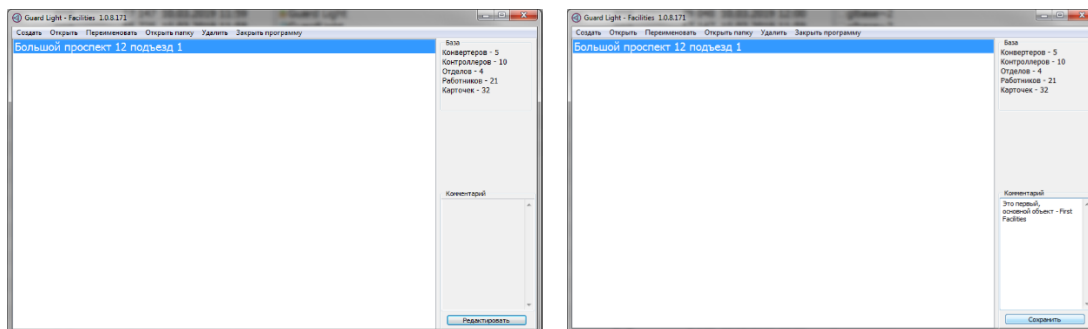 Guard Light - Facilities 1.0.8.171
Создать Открыть Переименовать Открыть папку Удалить Закрыть программу
Большой проспект 12 подъезд 1
База
Конвертеров - 5
Контроллеров - 10
Отделов - 4
Работников - 21
Карточек - 32
Комментарий
Редактировать
Guard Light - Facilities 1.0.8.171
Создать Открыть Переименовать Открыть папку Удалить Закрыть программу
Большой проспект 12 подъезд 1
База
Конвертеров - 5
Контроллеров - 10
Отделов - 4
Работников - 21
Карточек - 32
Комментарий
Это первый,
основной объект - First
Facilities
Сохранить